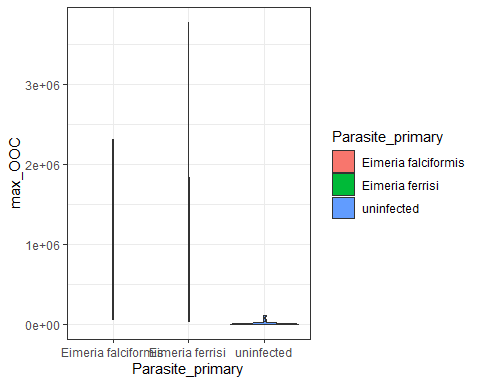 max_OOC
3e+06
2e+06
1e+06
0e+00
Eimeria falciformis Eimeria ferrisi uninfected
Parasite_primary
Parasite_primary
Eimeria falciformis
Eimeria ferrisi
uninfected